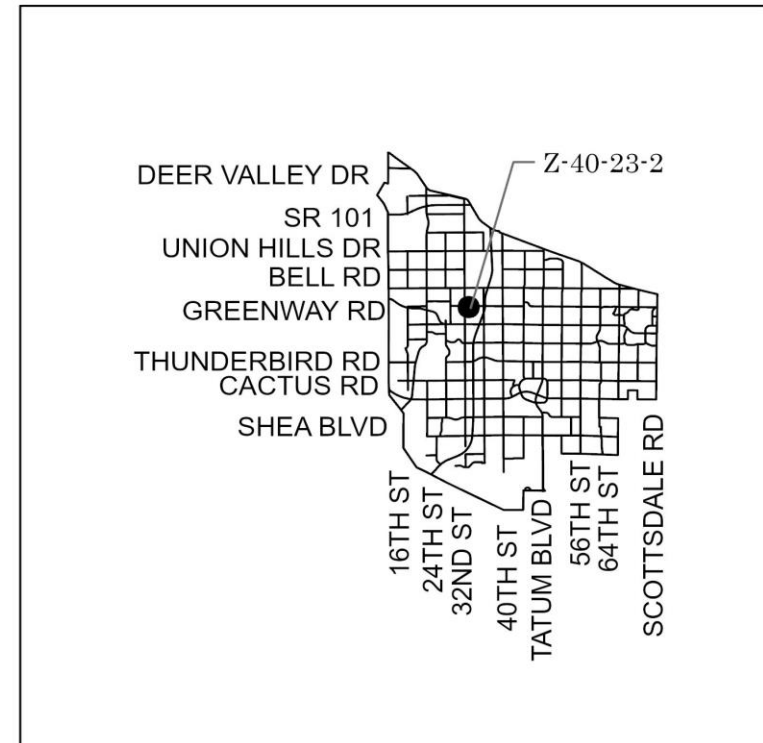 Z-40-23-2
DEER VALLEY DR
SR 101
UNION HILLS DR
BELL RD
GREENWAY RD
THUNDERBIRD RD
CACTUS RD
SHEA BLVD
16TH ST
24TH ST
32ND ST
40TH ST
TATUM BLVD
56TH ST
64TH ST
SCOTTSDALE RD